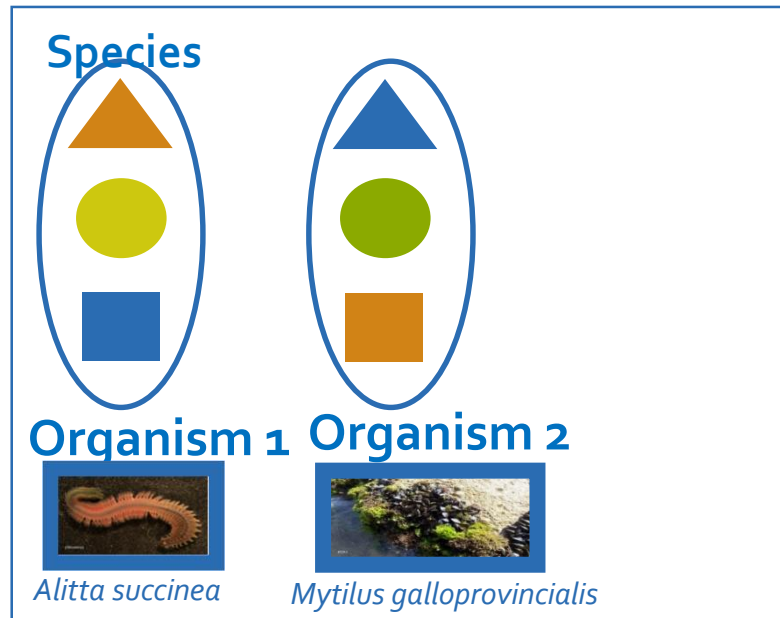 Species
Organism 1
Organism 2
Alitta succinea
Mytilus galloprovincialis